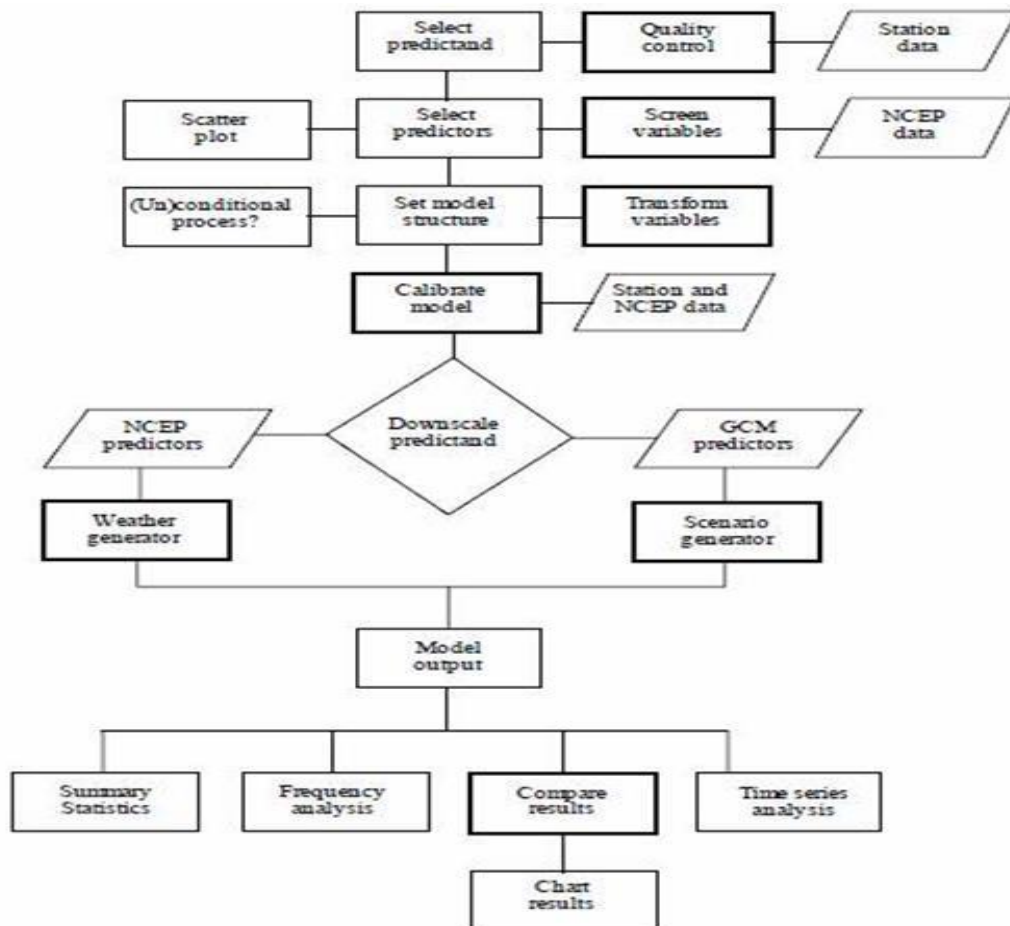 Select
predictand
Quality
control
Station
data
Scatter
plot
Select
predictors
Screen
variables
NCEP
data
(Un)conditional
process?
Set model
structure
Transform
variables
Calibrate
model
Station and
NCEP data
NCEP
predictors
Downscale
predictand
GCM
predictors
Weather
generator
Scenario
generator
Model
output
Summary
Statistics
Frequency
analysis
Compare
results
Time series
analysis
Chart
results